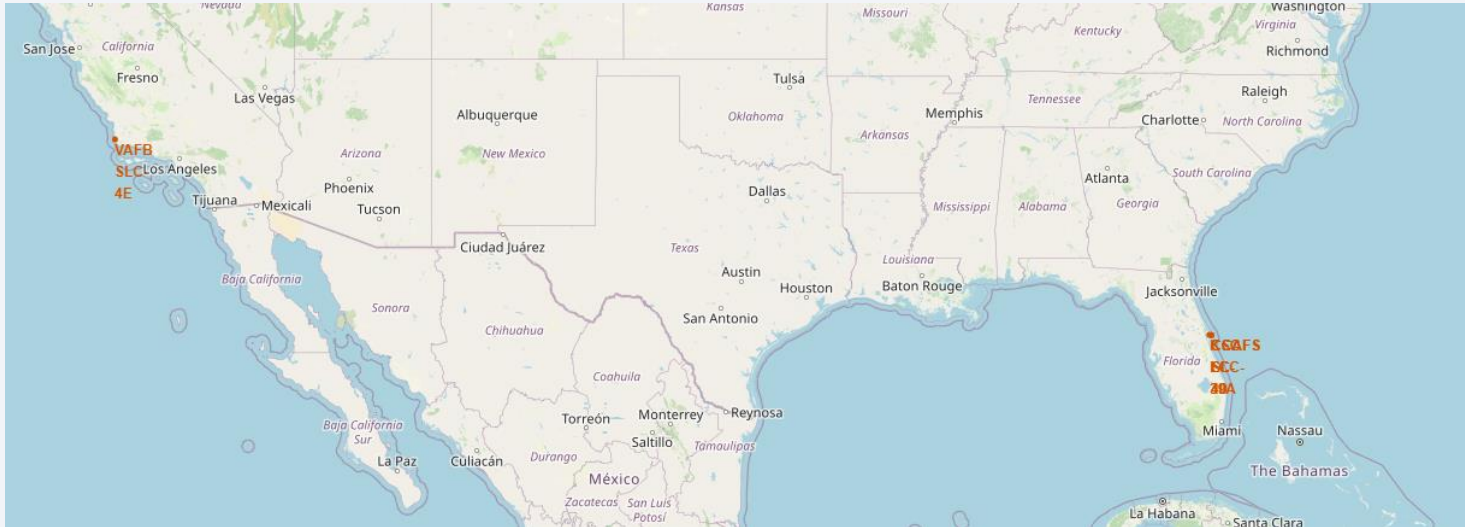 Nevada
Kansas
Missouri
Washington
San Jose
California
Kentucky
Virginia
Richmond
Fresno
Tulsa
Las Vegas
Raleigh
Tennessee
Albuquerque
Oklahoma
Memphis
Charlotte
North Carolina
Arkansas
VAFB
SLC-
4E
Los Angeles
Arizona
New Mexico
Atlanta
South Carolina
Phoenix
Dallas
Tijuana
Mexicali
Tucson
Mississippi
Alabama
Georgia
Ciudad Juárez
Texas
Louisiana
Baja California
Austin
Houston
Baton Rouge
Jacksonville
Sonora
San Antonio
Chihuahua
Florida
Coahuila
Torreón
Monterrey
Reynosa
Baja California
Sur
Saltillo
Tamaulipas
Miami
Nassau
La Paz
Culiacán
Durango
México
The Bahamas
Zacatecas
San Luis
Potosí
La Habana
Santa Clara